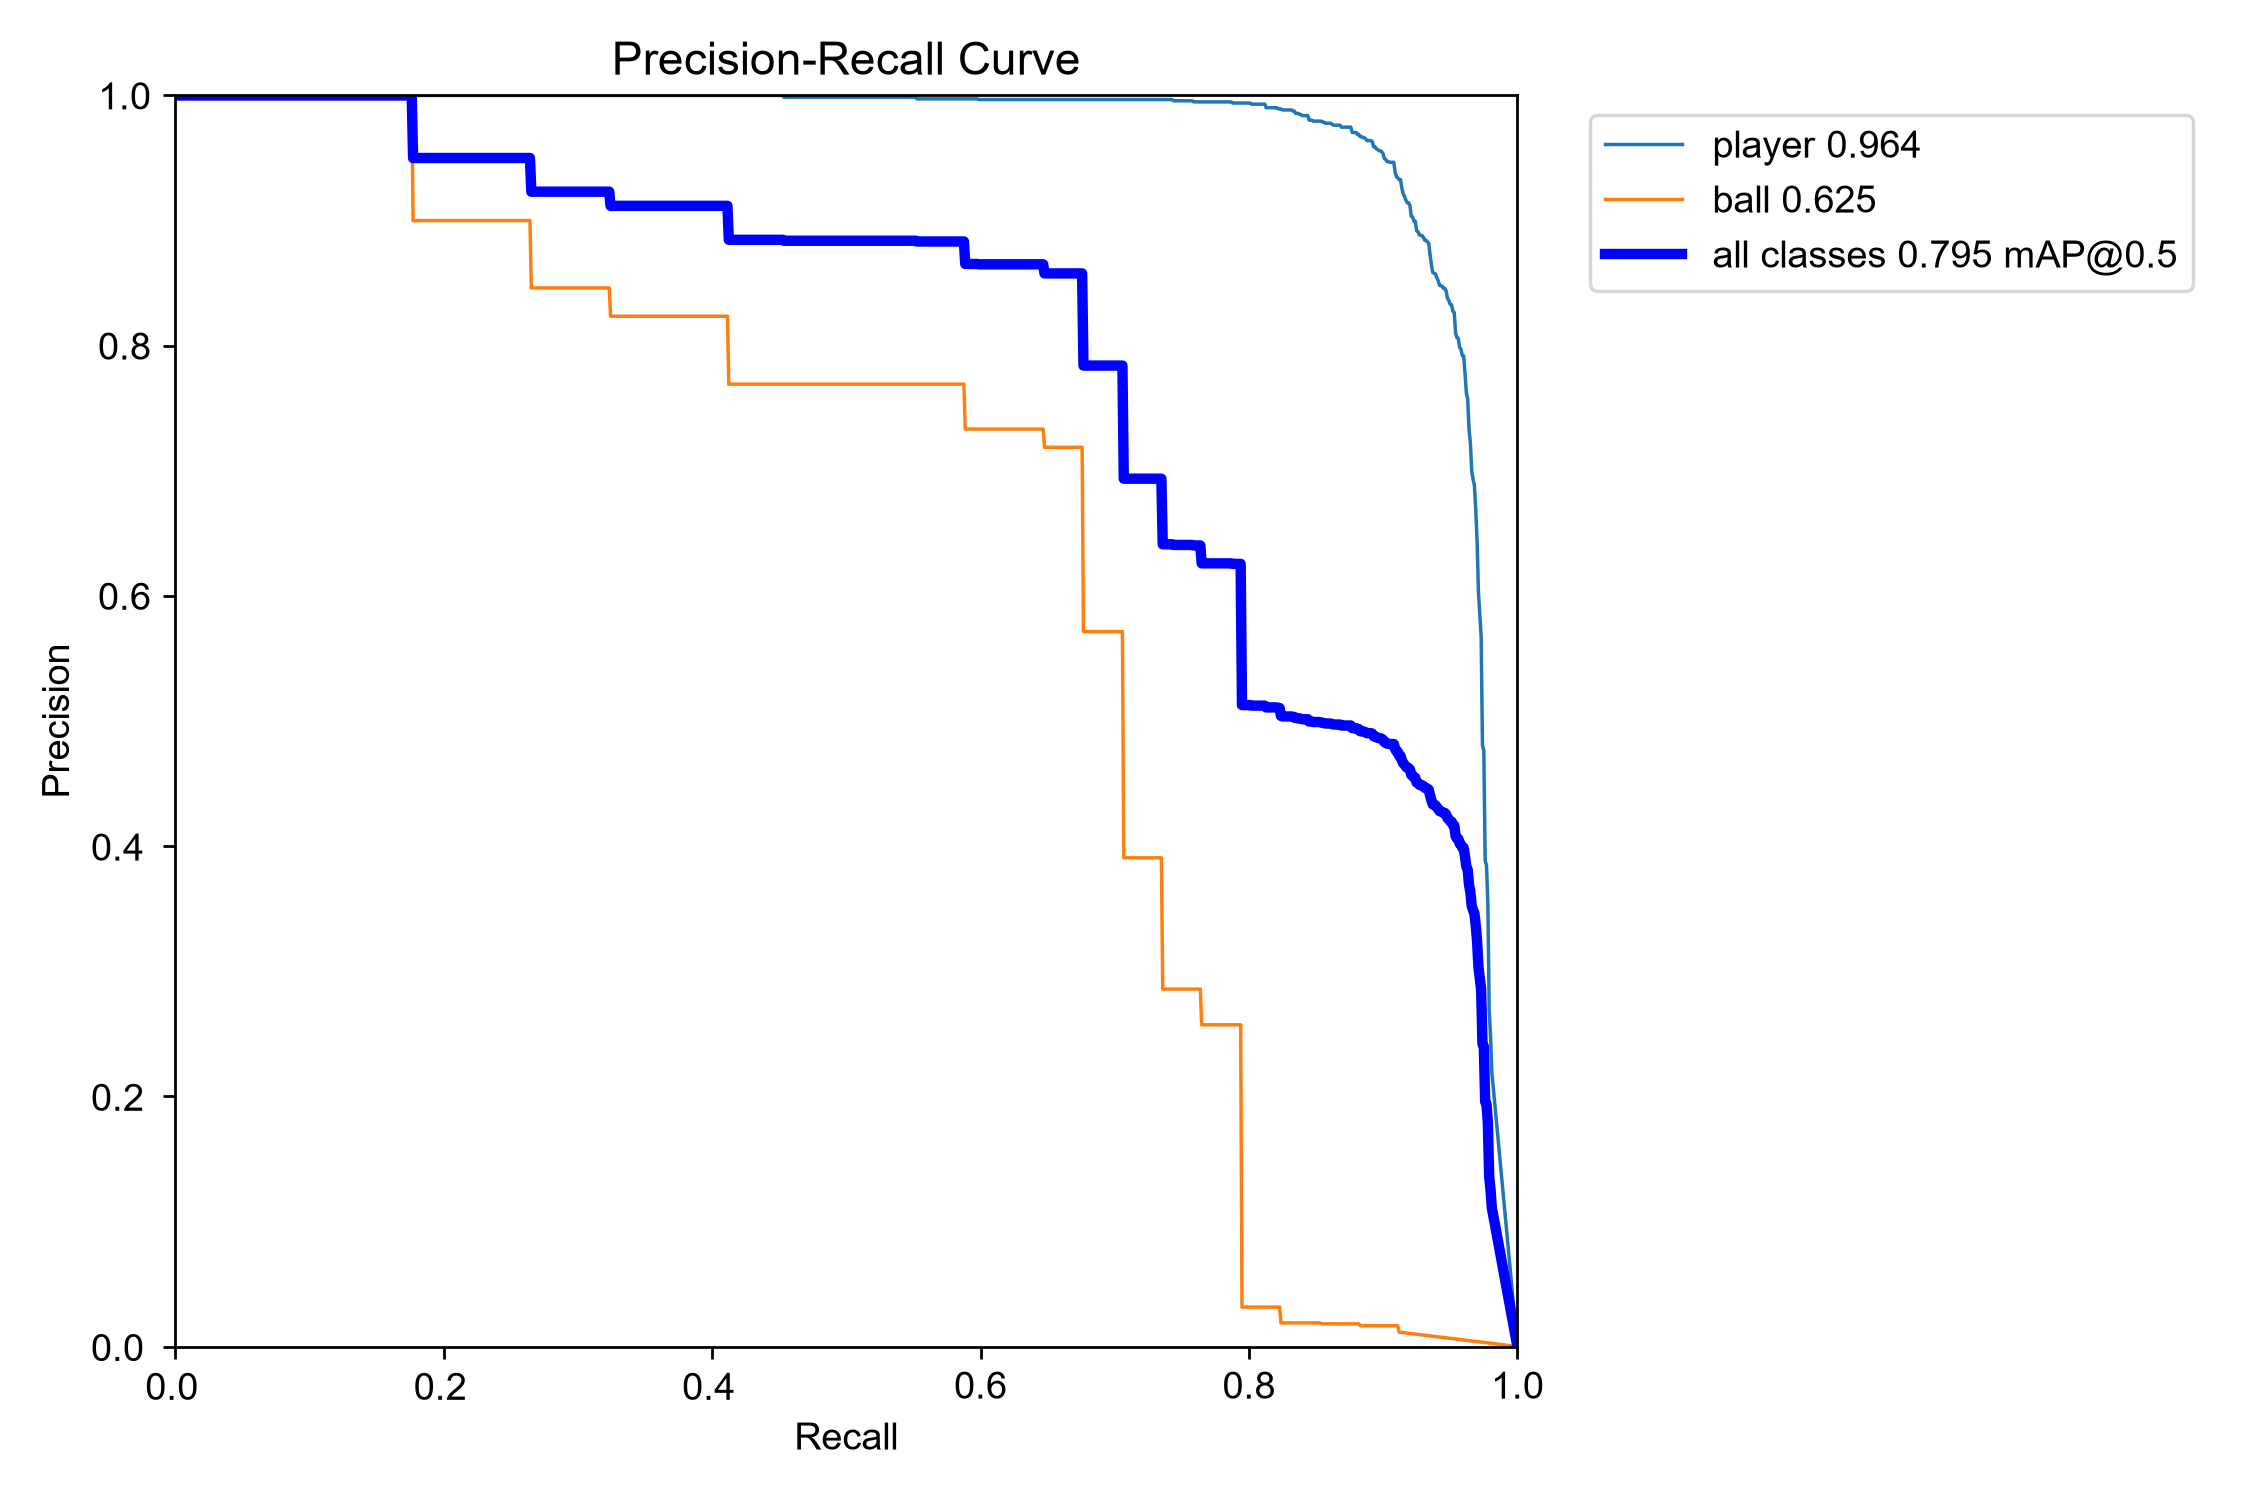 Precision-Recall Curve
1.0
0.8
0.6
0.4
0.2
0.0
Precision
0.0 0.2 0.4 0.6 0.8 1.0
Recall
player 0.964
ball 0.625
all classes 0.795 mAP@0.5